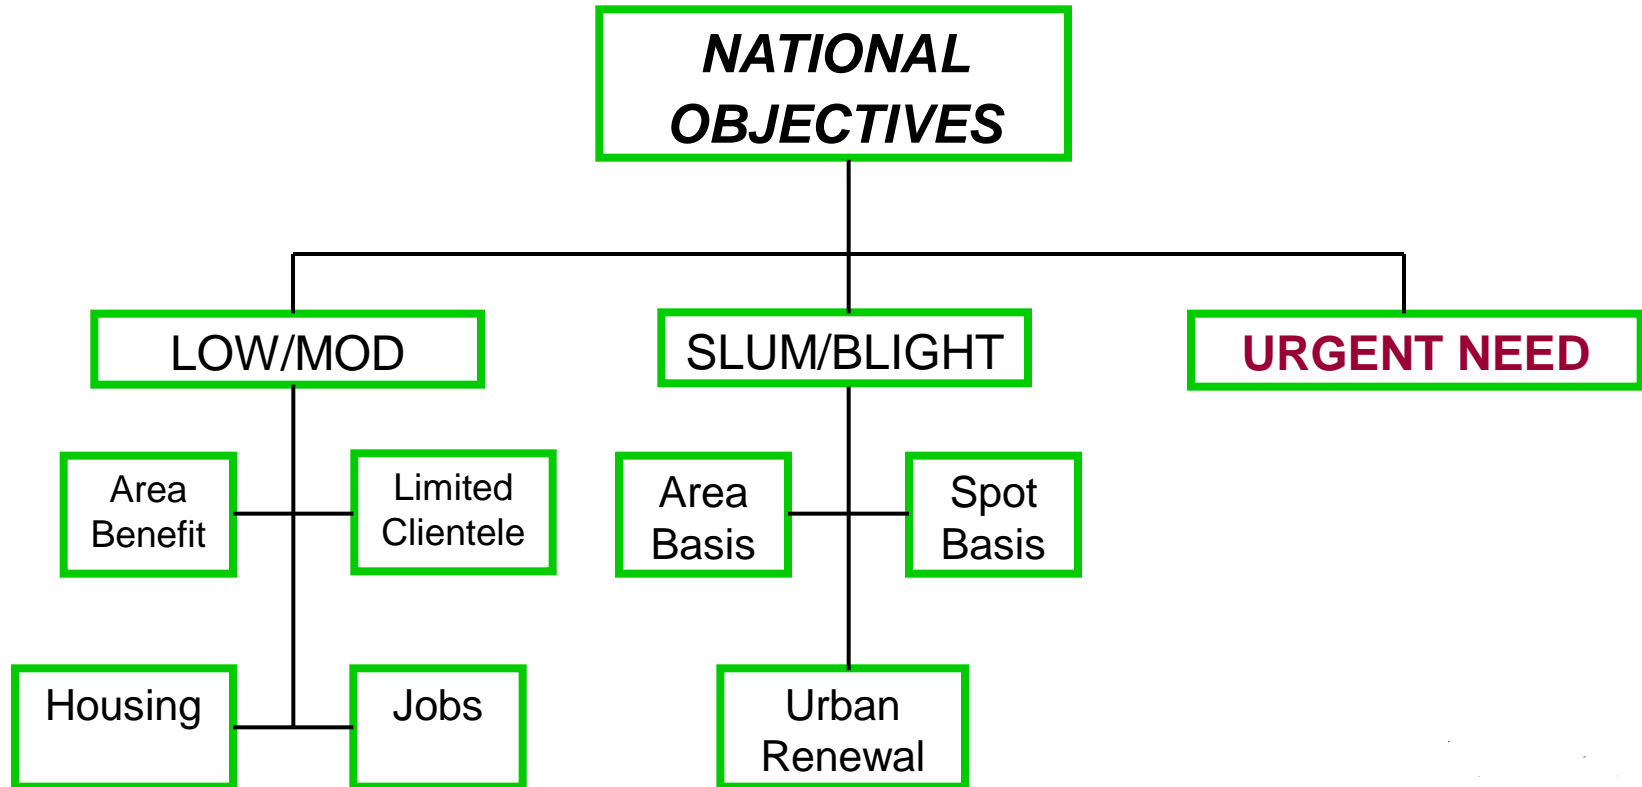 NATIONAL
OBJECTIVES
LOW/MOD
SLUM/BLIGHT
URGENT NEED
Area
Benefit
Limited
Clientele
Area
Basis
Spot
Basis
Housing
Jobs
Urban
Renewal